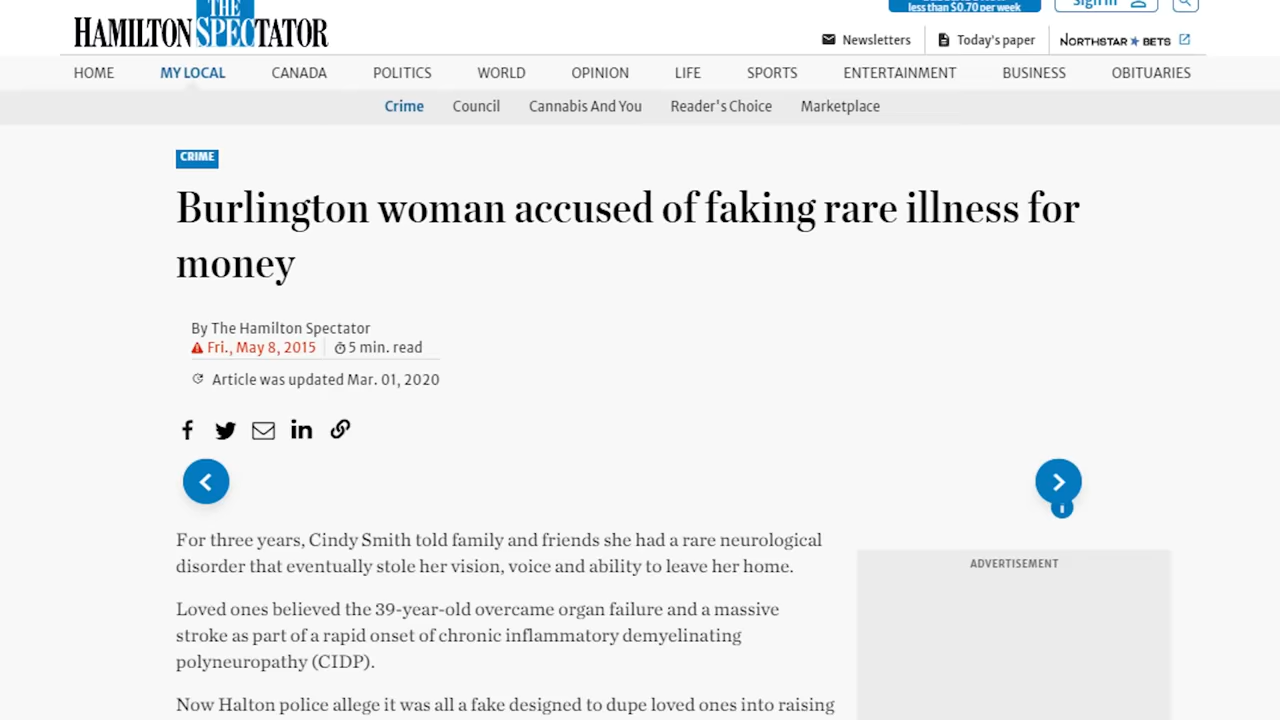 THE
HAMILTON SPECTATOR
less than $0.70 per week
Sign In
Newsletters
Today's paper
NORTHSTAR BETS
HOME
MY LOCAL
CANADA
POLITICS
WORLD
OPINION
LIFE
SPORTS
ENTERTAINMENT
BUSINESS
OBITUARIES
Crime
Council
Cannabis And You
Reader's Choice
Marketplace
CRIME
Burlington woman accused of faking rare illness for
money
By The Hamilton Spectator
Fri., May 8, 2015
5 min. read
Article was updated Mar. 01, 2020
For three years, Cindy Smith told family and friends she had a rare neurological
disorder that eventually stole her vision, voice and ability to leave her home.
ADVERTISEMENT
Loved ones believed the 39-year-old overcame organ failure and a massive
stroke as part of a rapid onset of chronic inflammatory demyelinating
polyneuropathy (CIDP).
Now Halton police allege it was all a fake designed to dupe loved ones into raising